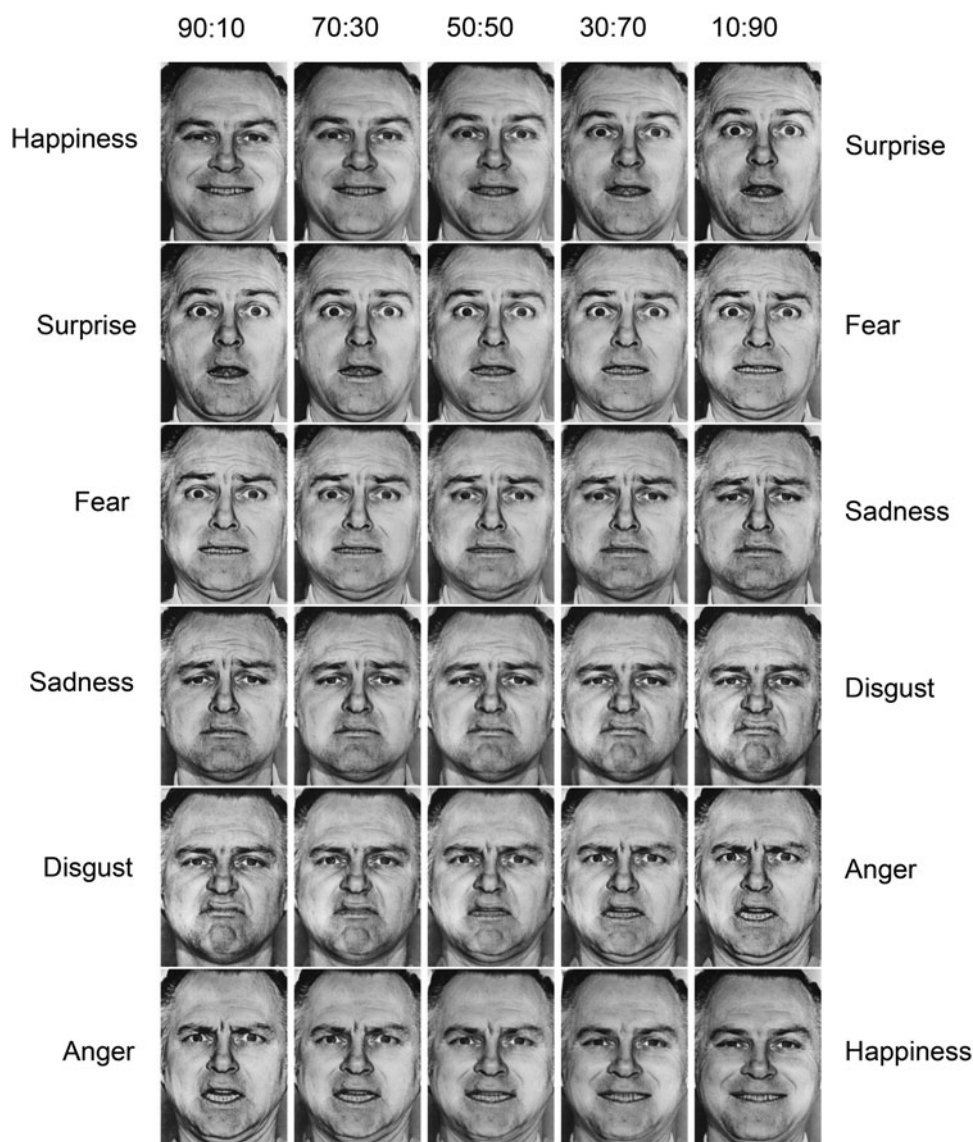 90:10 70:30 50:50 30:70 10:90
Happiness Surprise
Surprise Fear
Fear Sadness
Sadness Disgust
Disgust Anger
Anger Happiness